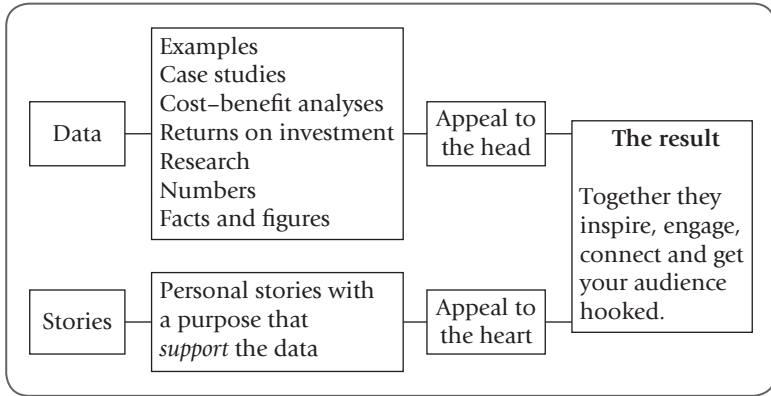 Data
Examples
Case studies
Cost–benefit analyses
Returns on investment
Research
Numbers
Facts and figures
Appeal to
the head
Stories
Personal stories with
a purpose that
support the data
Appeal to
the heart
The result
Together they
inspire, engage,
connect and get
your audience
hooked.